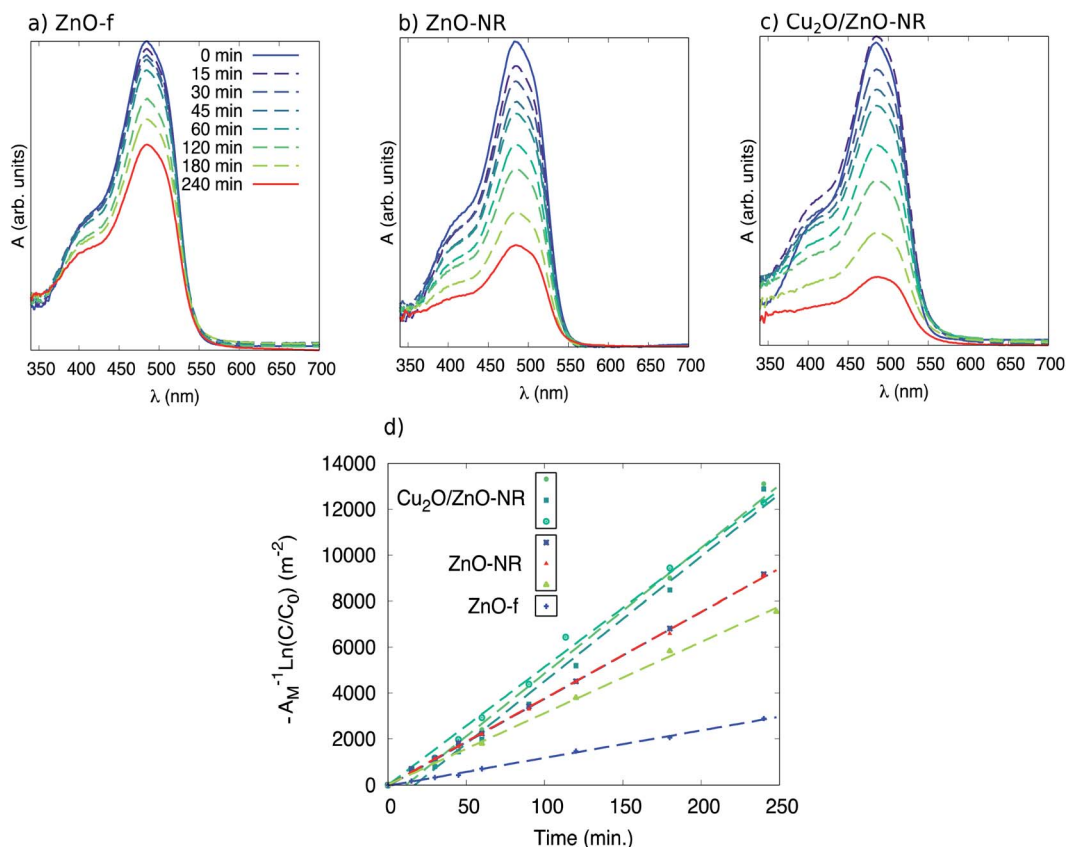 a) ZnO-f
b) ZnO-NR
c) Cu₂O/ZnO-NR
0 min
15 min
30 min
45 min
60 min
120 min
180 min
240 min
A (arb. units)
350 400 450 500 550 600 650 700
λ (nm)
A (arb. units)
350 400 450 500 550 600 650 700
λ (nm)
A (arb. units)
350 400 450 500 550 600 650 700
λ (nm)
d)
Cu₂O/ZnO-NR
ZnO-NR
ZnO-f
-A_M⁻¹Ln(C/C₀) (m⁻²)
14000
12000
10000
8000
6000
4000
2000
0
0 50 100 150 200 250
Time (min.)